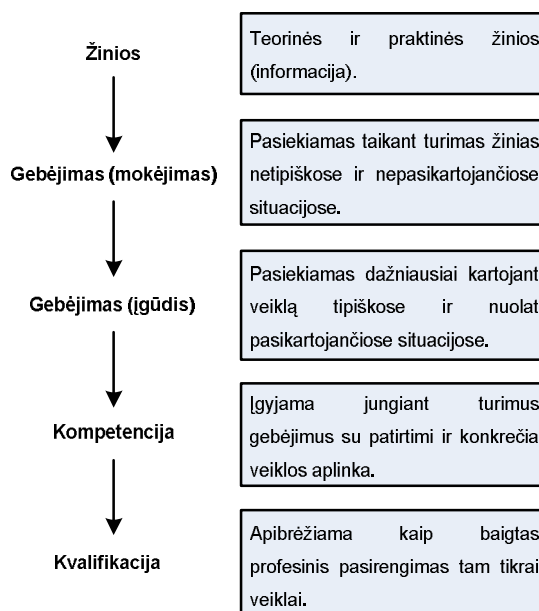 Žinios
Teorinės ir praktinės žinios
(informacija).
Gebėjimas (mokėjimas)
Pasiekiamas taikant turimas žinias
netipiškose ir nepasikartojančiose
situacijose.
Gebėjimas (įgūdis)
Pasiekiamas dažniausiai kartojant
veiklą tipiškose ir nuolat
pasikartojančiose situacijose.
Kompetencija
Įgyjama jungiant turimus
gebėjimus su patirtimi ir konkrečia
veiklos aplinka.
Kvalifikacija
Apibrėžiama kaip baigtas
profesinis pasirengimas tam tikrai
veiklai.